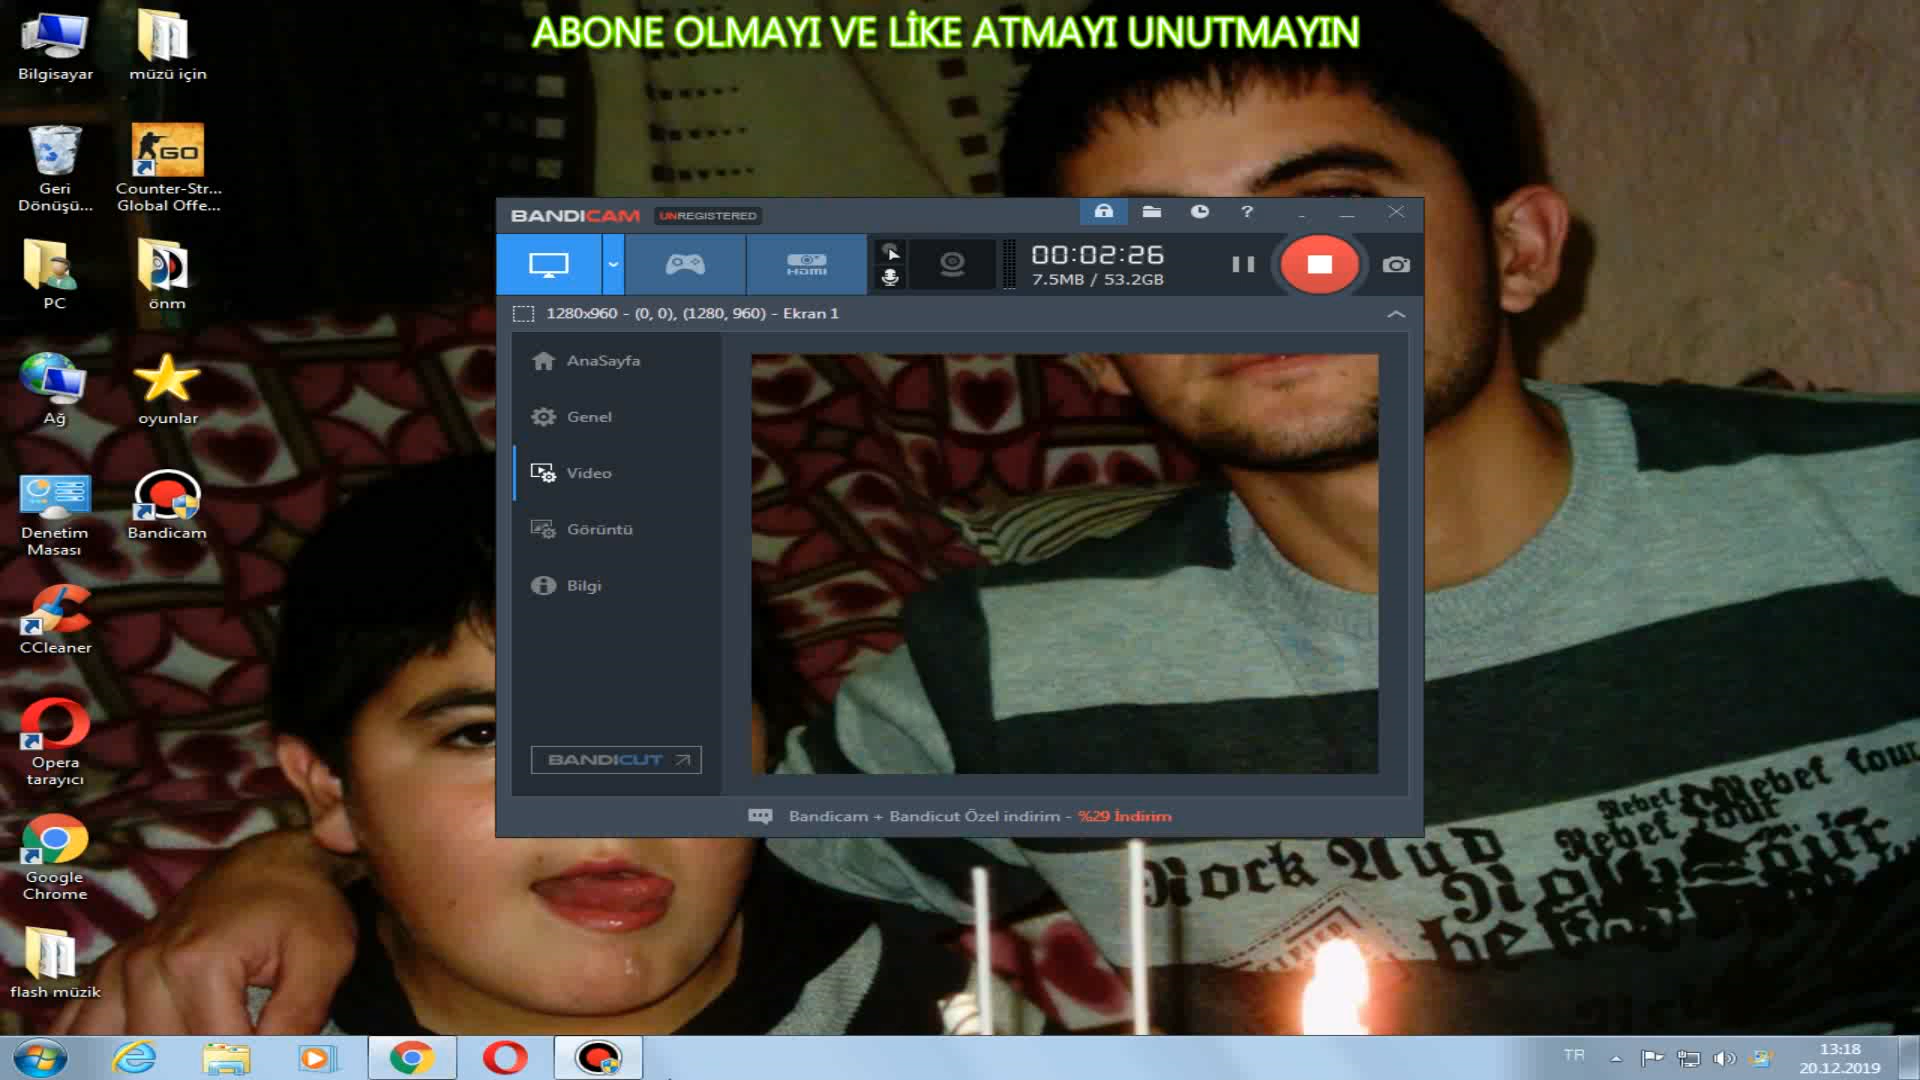 ABONE OLMAYI VE LİKE ATMAYI UNUTMAYIN
Bilgisayar
müzü için
Geri
Dönüşü...
GO
Counter-Str...
Global Offe...
PC
önm
Ağ
oyunlar
Denetim
Masası
Bandicam
CCleaner
Opera
tarayıcı
Google
Chrome
flash müzik
BANDICAM
UNREGISTERED
HDMI
00:02:26
7.5MB / 53.2GB
1280x960 - (0, 0), (1280, 960) - Ekran 1
AnaSayfa
Genel
Video
Görüntü
Bilgi
BANDICUT
Bandicam + Bandicut Özel indirim - %29 İndirim
Rock
TR
13:18
20.12.2019